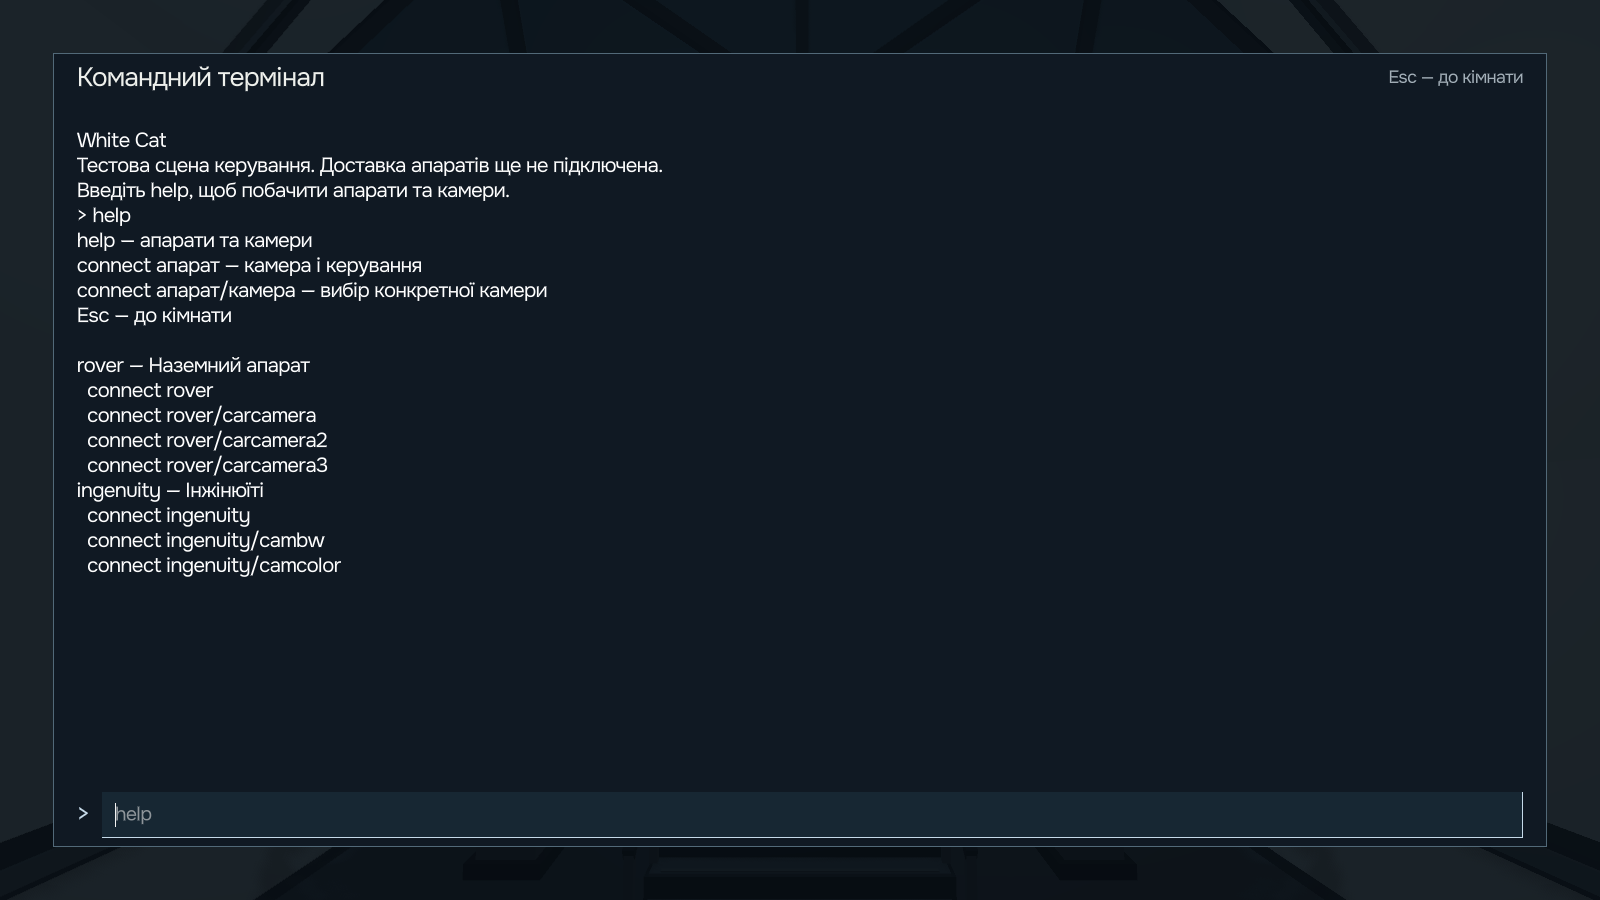 Командний термінал
Esc — до кімнати
White Cat
Тестова сцена керування. Доставка апаратів ще не підключена.
Введіть help, щоб побачити апарати та камери.
> help
help — апарати та камери
connect апарат — камера і керування
connect апарат/камера — вибір конкретної камери
Esc — до кімнати
rover — Наземний апарат
connect rover
connect rover/carcamera
connect rover/carcamera2
connect rover/carcamera3
ingenuity — Інжінюїті
connect ingenuity
connect ingenuity/cambw
connect ingenuity/camcolor
> help